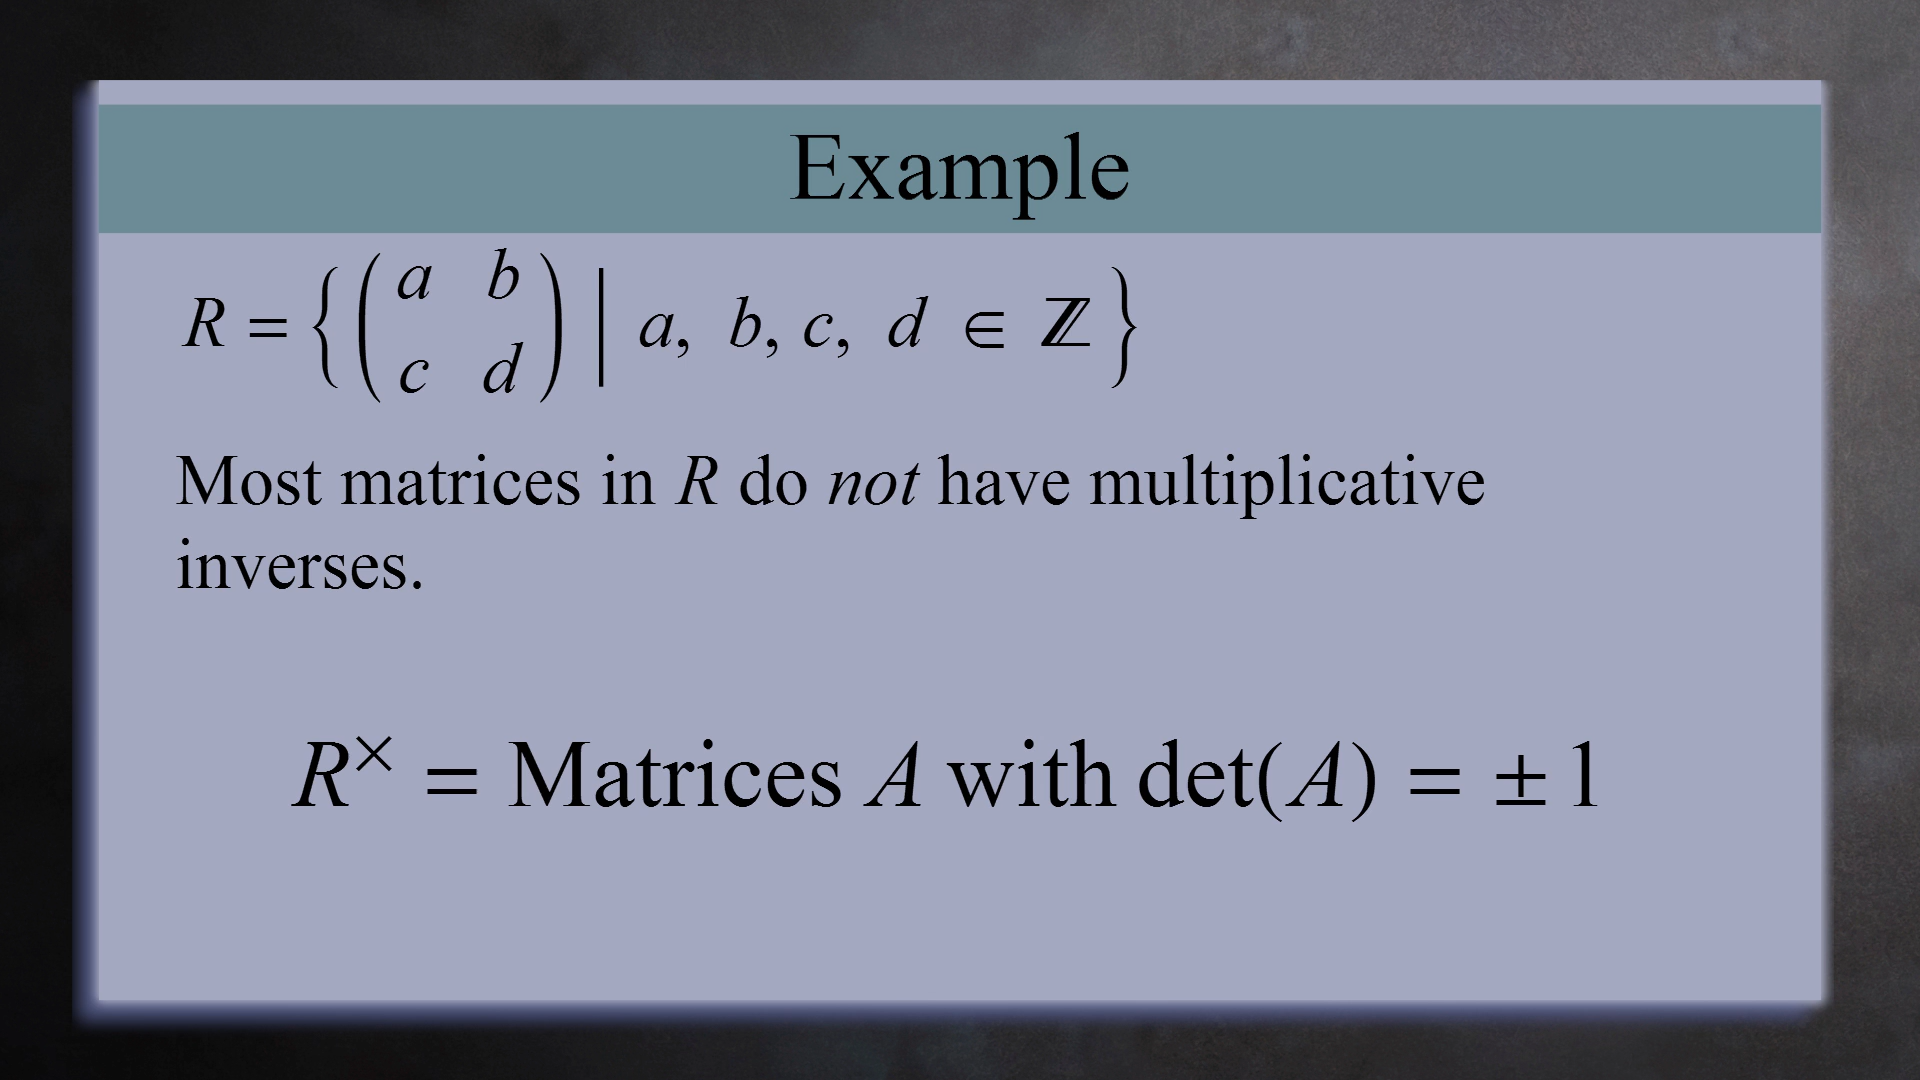 Example
R = { ( a b
c d ) | a, b, c, d ∈ ℤ }
Most matrices in R do not have multiplicative
inverses.
R× = Matrices A with det(A) = ± 1